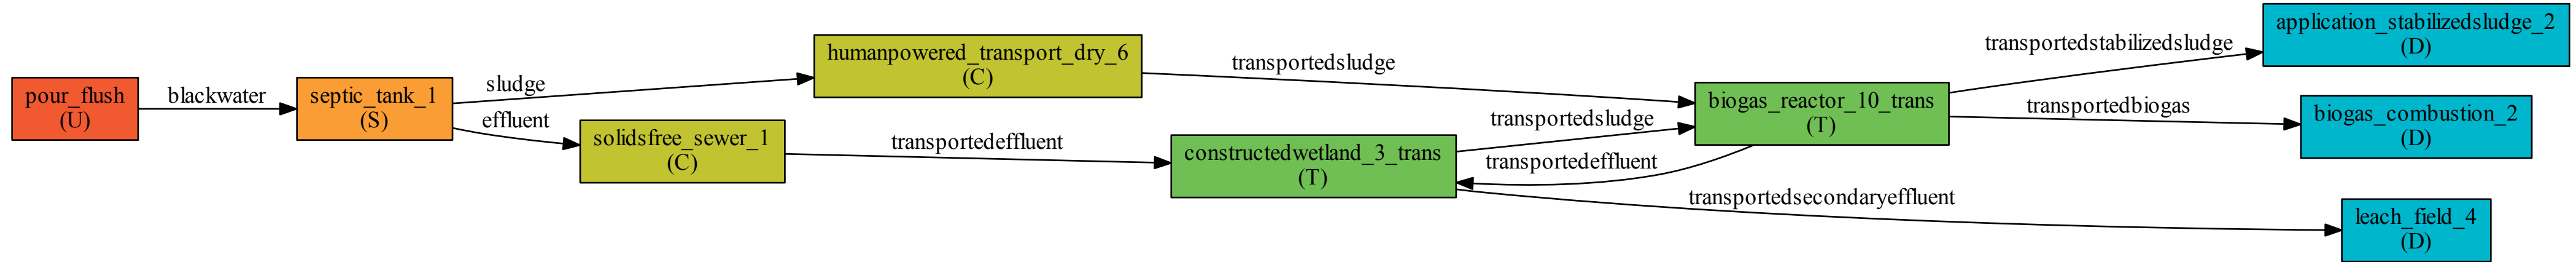 pour_flush
(U)
blackwater
septic_tank_1
(S)
sludge
effluent
humanpowered_transport_dry_6
(C)
solidsfree_sewer_1
(C)
transportedsludge
transportedeffluent
constructedwetland_3_trans
(T)
transportedsludge
transportedeffluent
biogas_reactor_10_trans
(T)
transportedstabilizedsludge
transportedbiogas
transportedsecondaryeffluent
application_stabilizedsludge_2
(D)
biogas_combustion_2
(D)
leach_field_4
(D)